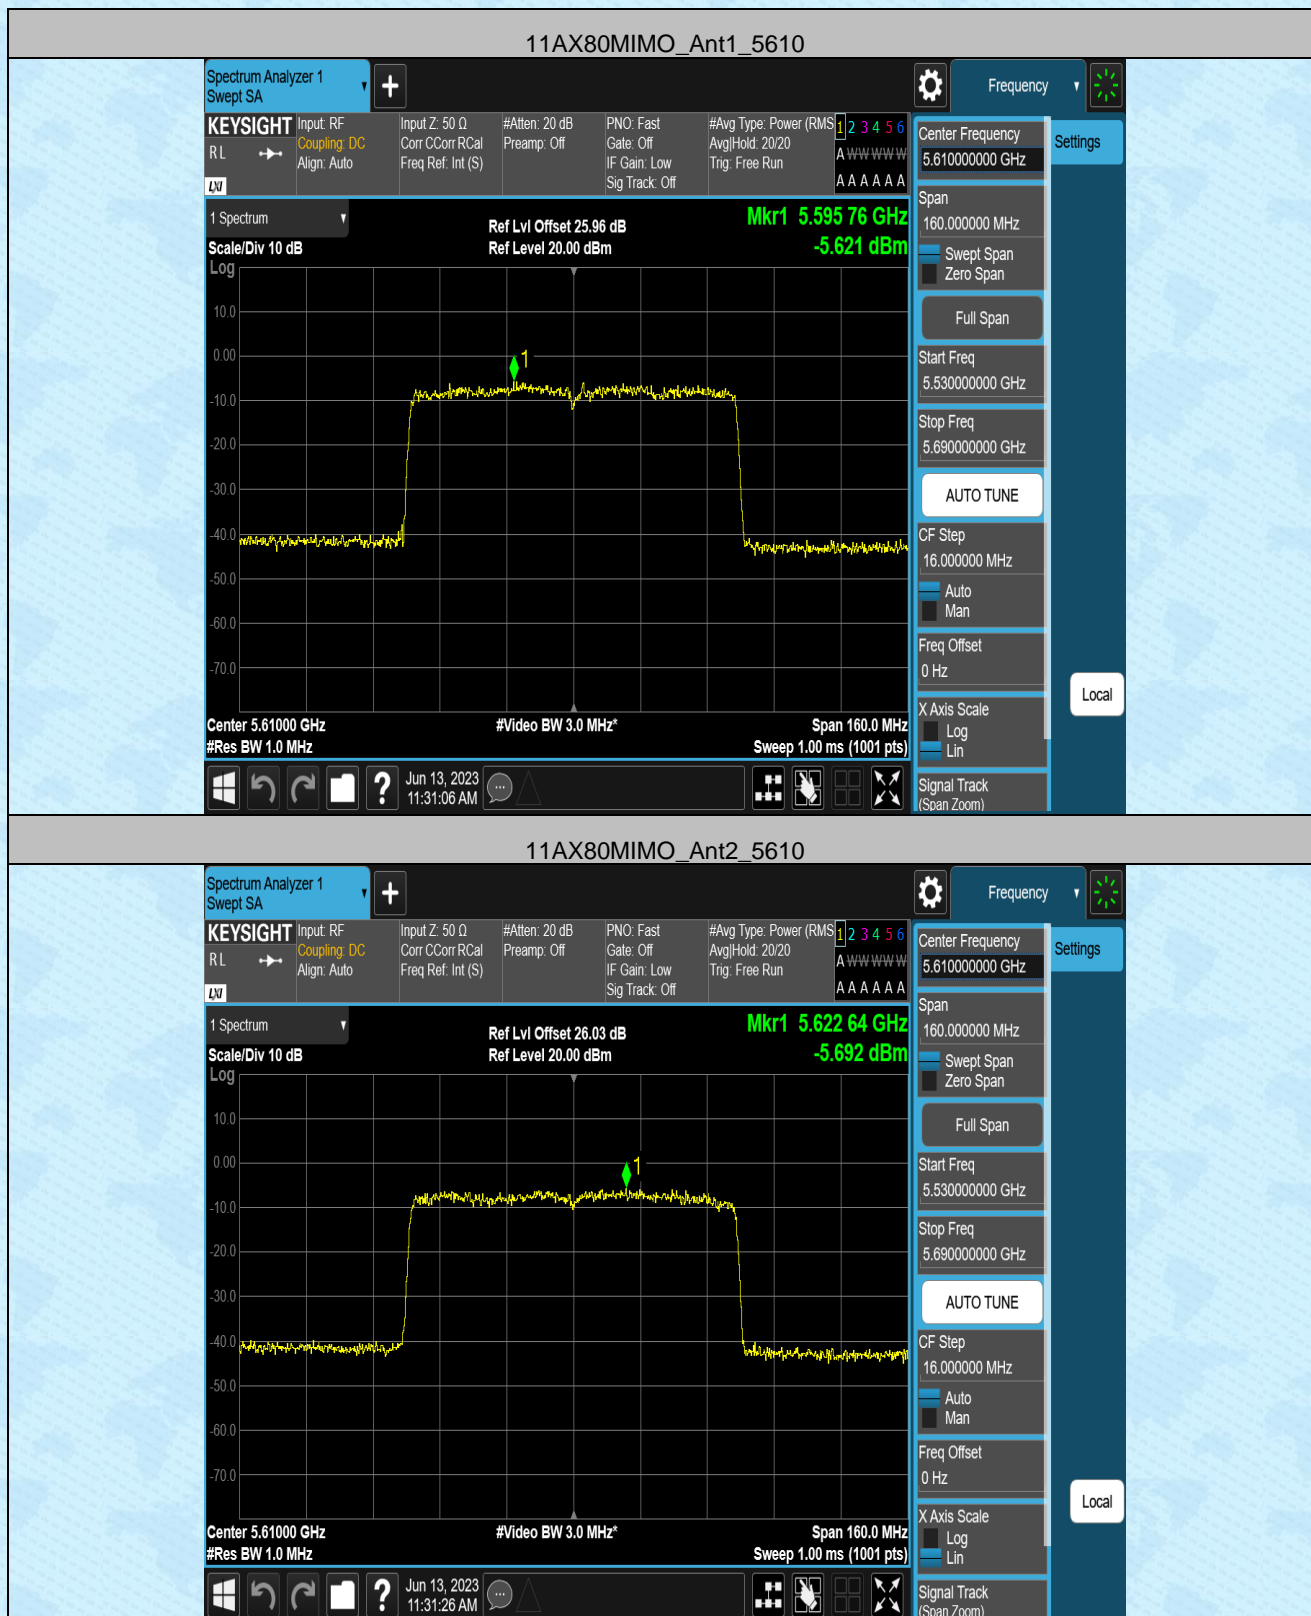 11AX80MIMO_Ant1_5610
Spectrum Analyzer 1
Swept SA
Frequency
KEYSIGHT
R L
LXI
Input: RF
Coupling: DC
Align: Auto
Input Z: 50 Ω
Corr CCorr RCal
Freq Ref: Int (S)
#Atten: 20 dB
Preamp: Off
PNO: Fast
Gate: Off
IF Gain: Low
Sig Track: Off
#Avg Type: Power (RMS
Avg|Hold: 20/20
Trig: Free Run
1 2 3 4 5 6
A W W W W W
A A A A A A
1 Spectrum
Scale/Div 10 dB
Log
Ref Lvl Offset 25.96 dB
Ref Level 20.00 dBm
Mkr1 5.595 76 GHz
-5.621 dBm
1
10.0
0.00
-10.0
-20.0
-30.0
-40.0
-50.0
-60.0
-70.0
Center 5.61000 GHz
#Res BW 1.0 MHz
#Video BW 3.0 MHz*
Span 160.0 MHz
Sweep 1.00 ms (1001 pts)
?
Jun 13, 2023
11:31:06 AM
Center Frequency
5.610000000 GHz
Settings
Span
160.000000 MHz
Swept Span
Zero Span
Full Span
Start Freq
5.530000000 GHz
Stop Freq
5.690000000 GHz
AUTO TUNE
CF Step
16.000000 MHz
Auto
Man
Freq Offset
0 Hz
X Axis Scale
Log
Lin
Signal Track
(Span Zoom)
Local
11AX80MIMO_Ant2_5610
Spectrum Analyzer 1
Swept SA
Frequency
KEYSIGHT
R L
LXI
Input: RF
Coupling: DC
Align: Auto
Input Z: 50 Ω
Corr CCorr RCal
Freq Ref: Int (S)
#Atten: 20 dB
Preamp: Off
PNO: Fast
Gate: Off
IF Gain: Low
Sig Track: Off
#Avg Type: Power (RMS
Avg|Hold: 20/20
Trig: Free Run
1 2 3 4 5 6
A W W W W W
A A A A A A
1 Spectrum
Scale/Div 10 dB
Log
Ref Lvl Offset 26.03 dB
Ref Level 20.00 dBm
Mkr1 5.622 64 GHz
-5.692 dBm
1
10.0
0.00
-10.0
-20.0
-30.0
-40.0
-50.0
-60.0
-70.0
Center 5.61000 GHz
#Res BW 1.0 MHz
#Video BW 3.0 MHz*
Span 160.0 MHz
Sweep 1.00 ms (1001 pts)
?
Jun 13, 2023
11:31:26 AM
Center Frequency
5.610000000 GHz
Settings
Span
160.000000 MHz
Swept Span
Zero Span
Full Span
Start Freq
5.530000000 GHz
Stop Freq
5.690000000 GHz
AUTO TUNE
CF Step
16.000000 MHz
Auto
Man
Freq Offset
0 Hz
X Axis Scale
Log
Lin
Signal Track
(Span Zoom)
Local